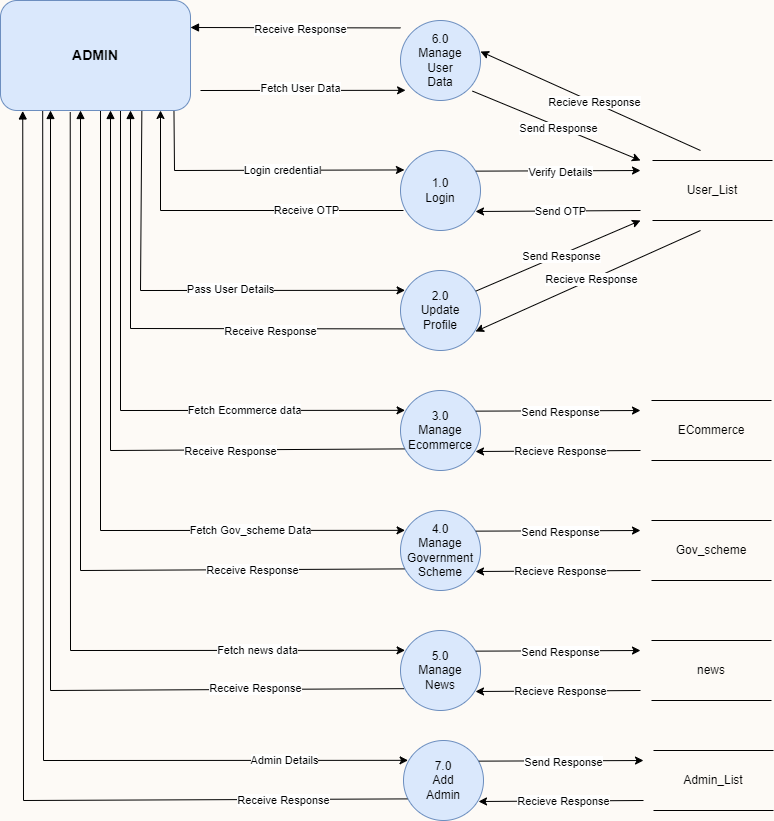 ADMIN
Receive Response
6.0
Manage
User
Data
Fetch User Data
Recieve Response
Send Response
Login credential
1.0
Login
Verify Details
User_List
Receive OTP
Send OTP
Send Response
Recieve Response
Pass User Details
2.0
Update
Profile
Receive Response
Fetch Ecommerce data
3.0
Manage
Ecommerce
Send Response
ECommerce
Receive Response
Recieve Response
Fetch Gov_scheme Data
4.0
Manage
Government
Scheme
Send Response
Gov_scheme
Receive Response
Recieve Response
Fetch news data
5.0
Manage
News
Send Response
news
Receive Response
Recieve Response
Admin Details
7.0
Add
Admin
Send Response
Admin_List
Receive Response
Recieve Response